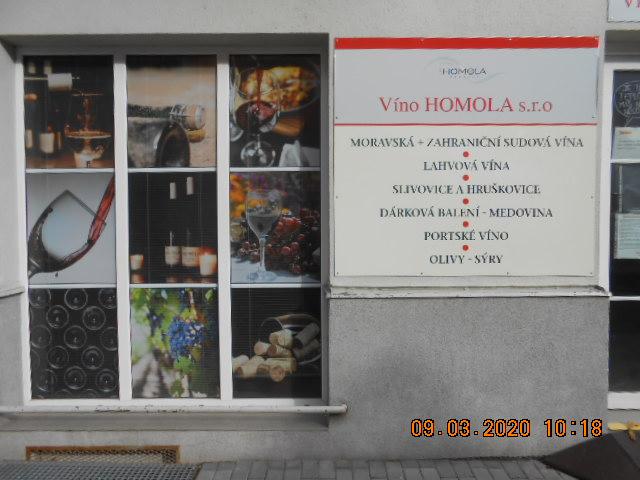 HOMOLA
Víno HOMOLA s.r.o
MORAVSKÁ + ZAHRANIČNÍ SUDOVÁ VÍNA
LAHVOVÁ VÍNA
SLIVOVICE A HRUŠKOVICE
DÁRKOVÁ BALENÍ - MEDOVINA
PORTSKÉ VÍNO
OLIVY - SÝRY
09.03.2020 10:18